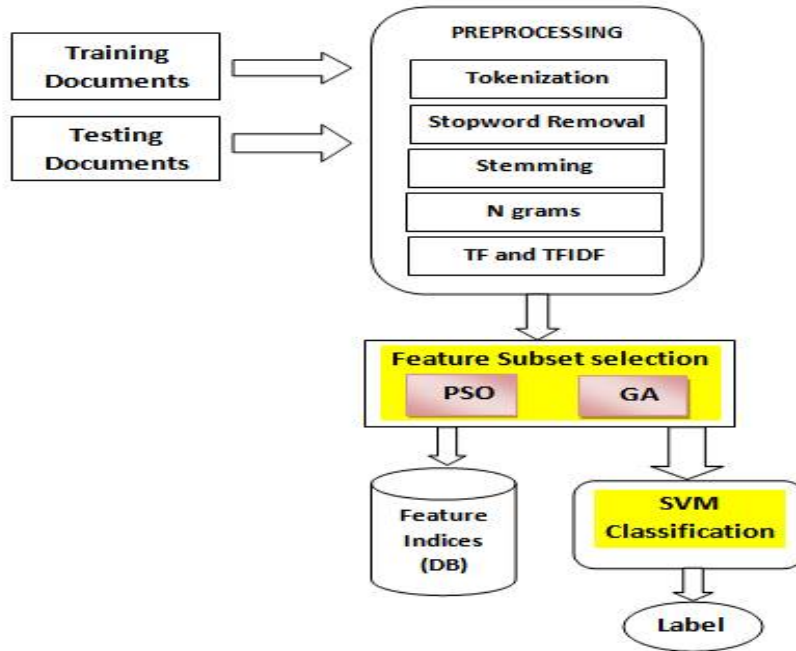 Training
Documents
Testing
Documents
PREPROCESSING
Tokenization
Stopword Removal
Stemming
N grams
TF and TFIDF
Feature Subset selection
PSO
GA
Feature
Indices
(DB)
SVM
Classification
Label